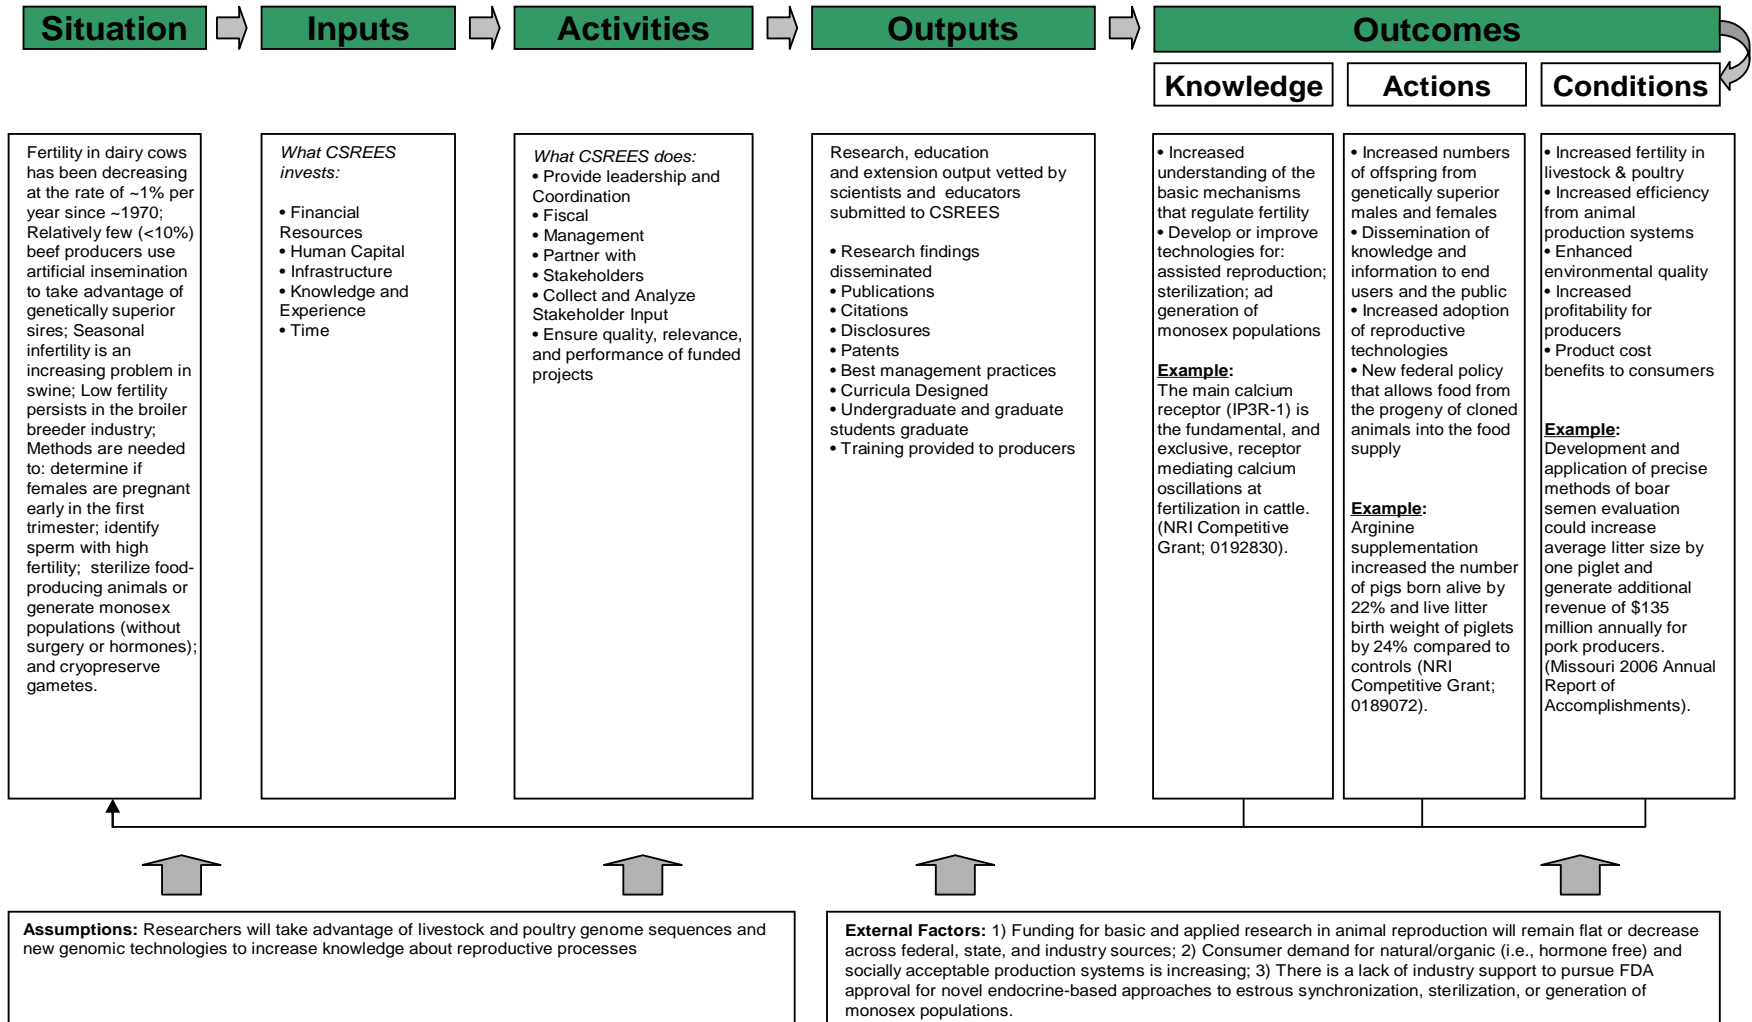 Situation
Inputs
Activities
Outputs
Outcomes
Knowledge
Actions
Conditions
Fertility in dairy cows
has been decreasing
at the rate of ~1% per
year since ~1970;
Relatively few (<10%)
beef producers use
artificial insemination
to take advantage of
genetically superior
sires; Seasonal
infertility is an
increasing problem in
swine; Low fertility
persists in the broiler
breeder industry;
Methods are needed
to: determine if
females are pregnant
early in the first
trimester; identify
sperm with high
fertility;  sterilize food-
producing animals or
generate monosex
populations (without
surgery or hormones);
and cryopreserve
gametes.
What CSREES
invests:
• Financial
Resources
• Human Capital
• Infrastructure
• Knowledge and
Experience
• Time
What CSREES does:
• Provide leadership and
Coordination
• Fiscal
• Management
• Partner with
• Stakeholders
• Collect and Analyze
Stakeholder Input
• Ensure quality, relevance,
and performance of funded
projects
Research, education
and extension output vetted by
scientists and  educators
submitted to CSREES
• Research findings
disseminated
• Publications
• Citations
• Disclosures
• Patents
• Best management practices
• Curricula Designed
• Undergraduate and graduate
students graduate
• Training provided to producers
• Increased
understanding of the
basic mechanisms
that regulate fertility
• Develop or improve
technologies for:
assisted reproduction;
sterilization; ad
generation of
monosex populations
Example:
The main calcium
receptor (IP3R-1) is
the fundamental, and
exclusive, receptor
mediating calcium
oscillations at
fertilization in cattle.
(NRI Competitive
Grant; 0192830).
• Increased numbers
of offspring from
genetically superior
males and females
• Dissemination of
knowledge and
information to end
users and the public
• Increased adoption
of reproductive
technologies
• New federal policy
that allows food from
the progeny of cloned
animals into the food
supply
Example:
Arginine
supplementation
increased the number
of pigs born alive by
22% and live litter
birth weight of piglets
by 24% compared to
controls (NRI
Competitive Grant;
0189072).
• Increased fertility in
livestock & poultry
• Increased efficiency
from animal
production systems
• Enhanced
environmental quality
• Increased
profitability for
producers
• Product cost
benefits to consumers
Example:
Development and
application of precise
methods of boar
semen evaluation
could increase
average litter size by
one piglet and
generate additional
revenue of $135
million annually for
pork producers.
(Missouri 2006 Annual
Report of
Accomplishments).
Assumptions: Researchers will take advantage of livestock and poultry genome sequences and
new genomic technologies to increase knowledge about reproductive processes
External Factors: 1) Funding for basic and applied research in animal reproduction will remain flat or decrease
across federal, state, and industry sources; 2) Consumer demand for natural/organic (i.e., hormone free) and
socially acceptable production systems is increasing; 3) There is a lack of industry support to pursue FDA
approval for novel endocrine-based approaches to estrous synchronization, sterilization, or generation of
monosex populations.